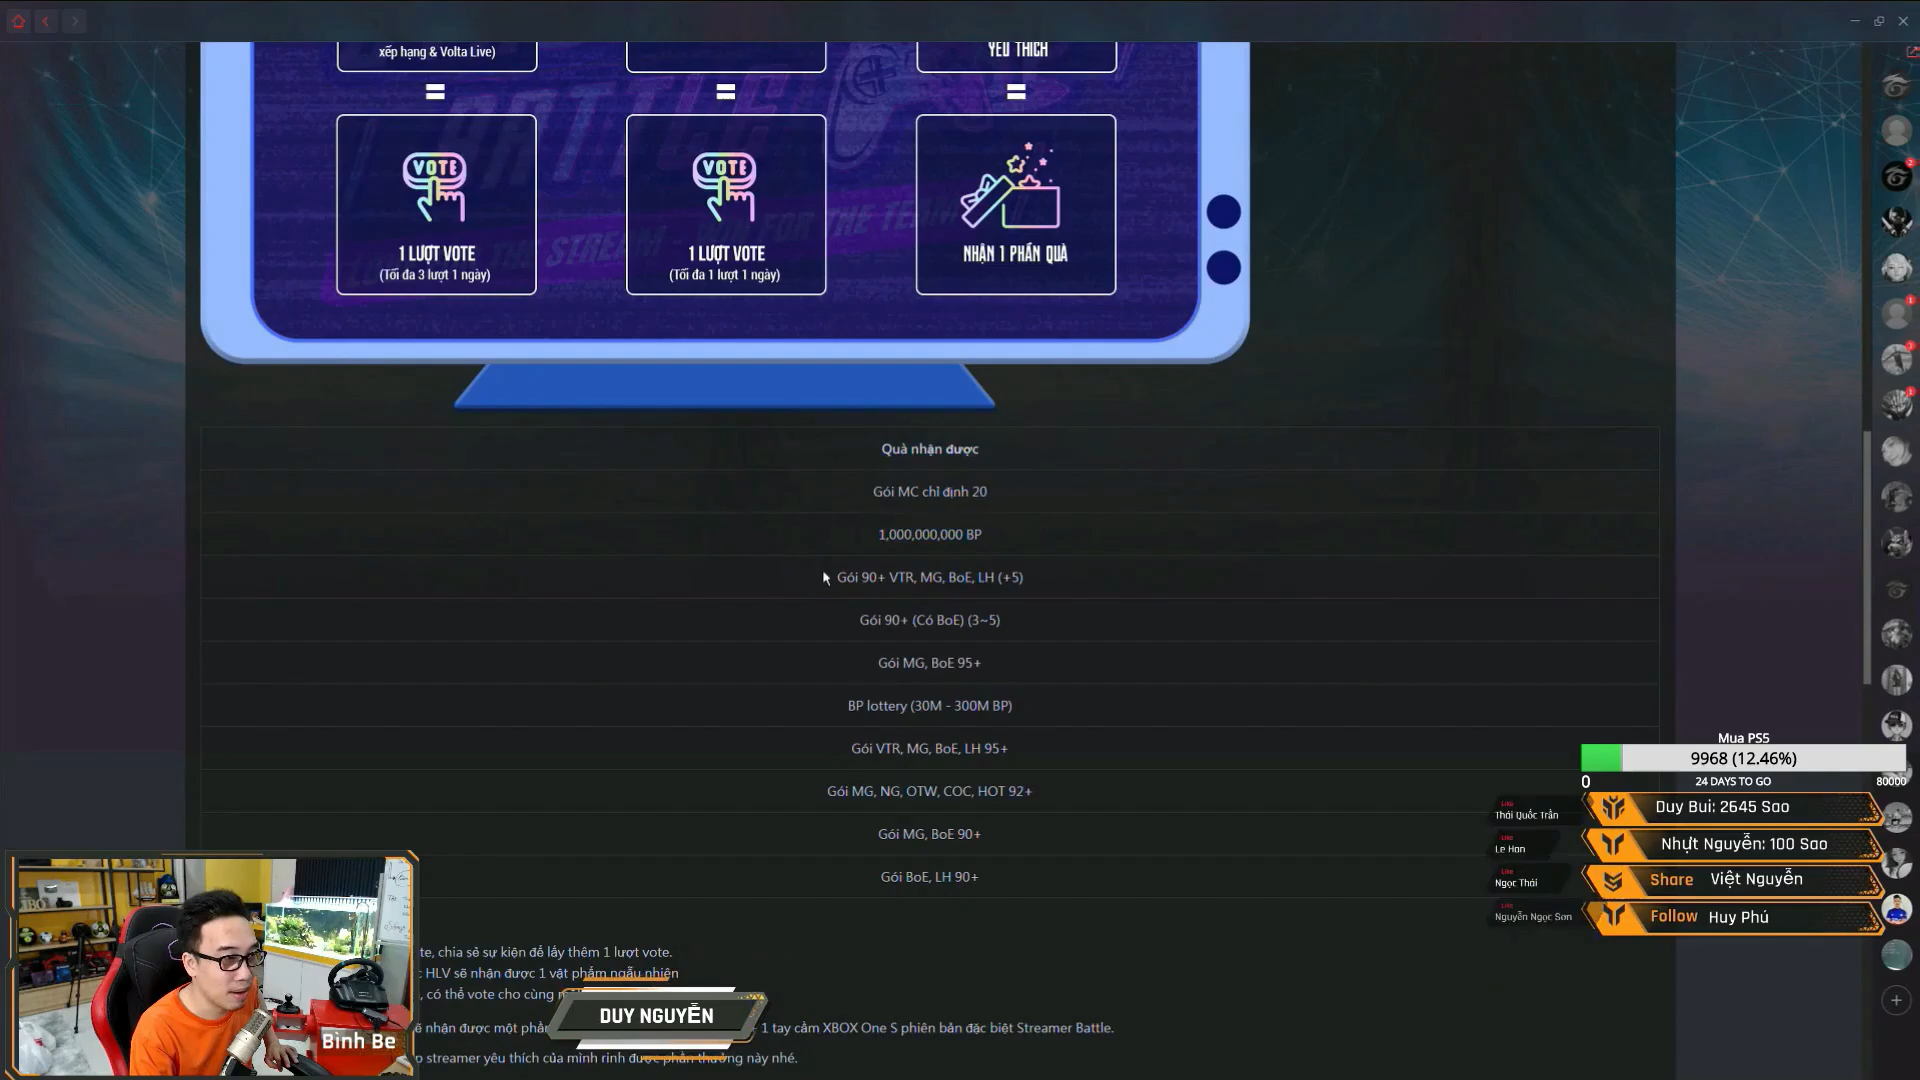 xếp hạng & Volta Live)
YÊU THÍCH
=
=
=
VOTE
VOTE
1 LƯỢT VOTE
(Tối đa 3 lượt 1 ngày)
1 LƯỢT VOTE
(Tối đa 1 lượt 1 ngày)
NHẬN 1 PHẦN QUÀ
Quà nhận được
Gói MC chỉ định 20
1,000,000,000 BP
Gói 90+ VTR, MG, BoE, LH (+5)
Gói 90+ (Có BoE) (3~5)
Gói MG, BoE 95+
BP lottery (30M - 300M BP)
Gói VTR, MG, BoE, LH 95+
Gói MG, NG, OTW, COC, HOT 92+
Gói MG, BoE 90+
Gói BoE, LH 90+
te, chia sẻ sự kiện để lấy thêm 1 lượt vote.
HLV sẽ nhận được 1 vật phẩm ngẫu nhiên
, có thể vote cho cùng
nhận được một phần
1 tay cầm XBOX One S phiên bản đặc biệt Streamer Battle.
streamer yêu thích của mình rinh được phần thưởng này nhé.
DUY NGUYỄN
Bình Be
Mua PS5
9968 (12.46%)
0
24 DAYS TO GO
80000
Like
Thái Quốc Trần
Duy Bui: 2645 Sao
Like
Le Han
Nhựt Nguyễn: 100 Sao
Like
Ngọc Thái
Share Việt Nguyễn
Like
Nguyễn Ngọc Sơn
Follow Huy Phú